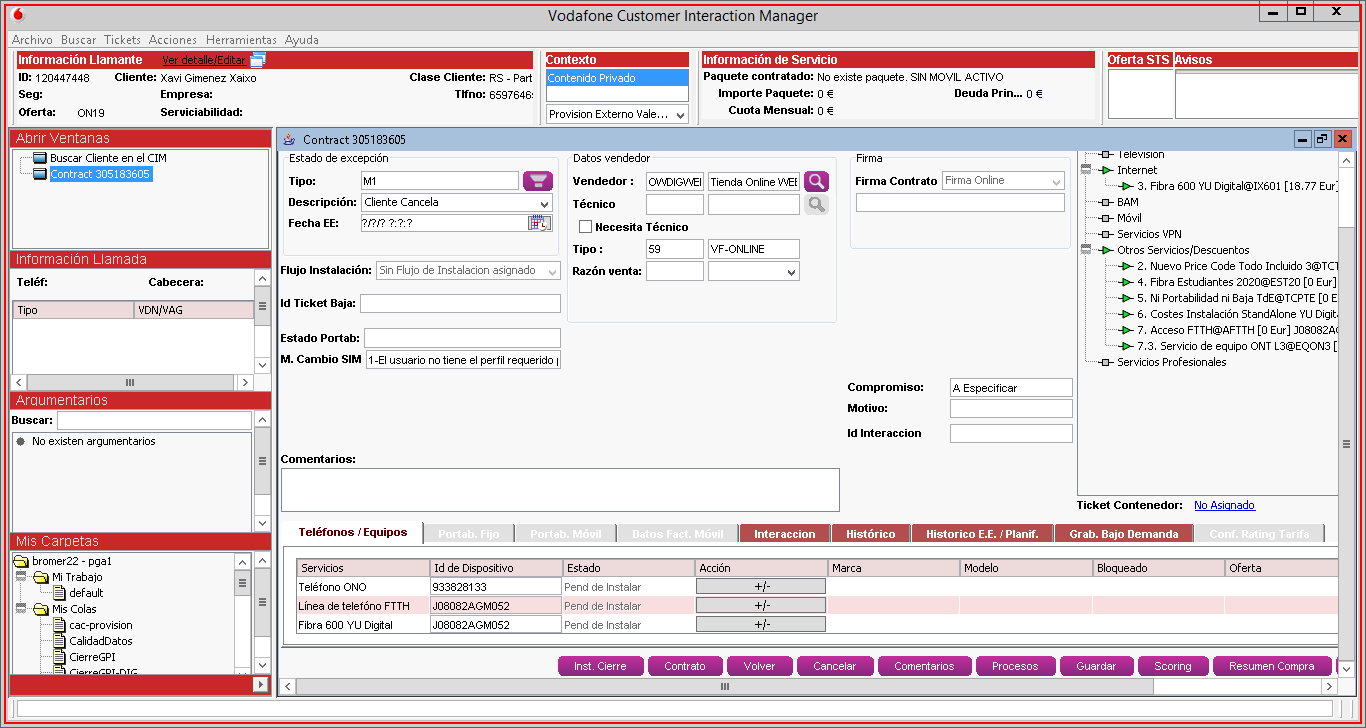 Vodafone Customer Interaction Manager
Archivo Buscar Tickets Acciones Herramientas Ayuda
Información Llamante Ver detalle/Editar
ID: 120447448 Cliente: Xavi Gimenez Xaixo Clase Cliente: RS - Part
Seg: Empresa: Tlfno: 6597646
Oferta: ON19 Serviciabilidad:
Contexto
Contenido Privado
Provision Externo Vale...
Información de Servicio
Paquete contratado: No existe paquete. SIN MOVIL ACTIVO
Importe Paquete: 0 € Deuda Prin... 0 €
Cuota Mensual: 0 €
Oferta STS Avisos
Abrir Ventanas
Buscar Cliente en el CIM
Contract 305183605
Información Llamada
Teléf: Cabecera:
Tipo VDN/VAG
Argumentarios
Buscar:
No existen argumentarios
Mis Carpetas
bromer22 - pga1
Mi Trabajo
default
Mis Colas
cac-provision
CalidadDatos
CierreGPI
CierreGPI-DIG
Contract 305183605
Estado de excepción
Tipo: M1
Descripción: Cliente Cancela
Fecha EE: ?/?/? ?:?:?
Flujo Instalación: Sin Flujo de Instalacion asignado
Id Ticket Baja:
Estado Portab:
M. Cambio SIM 1-El usuario no tiene el perfil requerido
Datos vendedor
Vendedor : OWDIGWEI Tienda Online WEB
Técnico
Necesita Técnico
Tipo : 59 VF-ONLINE
Razón venta:
Firma
Firma Contrato Firma Online
Compromiso: A Especificar
Motivo:
Id Interaccion
Comentarios:
Television
Internet
3. Fibra 600 YU Digital@IX601 [18.77 Eur]
BAM
Móvil
Servicios VPN
Otros Servicios/Descuentos
2. Nuevo Price Code Todo Incluido 3@TCT
4. Fibra Estudiantes 2020@EST20 [0 Eur]
5. Ni Portabilidad ni Baja TdE@TCPTE [0 E
6. Costes Instalación StandAlone YU Digit
7. Acceso FTTH@AFTTH [0 Eur] J08082A
7.3. Servicio de equipo ONT L3@EQON3 [
Servicios Profesionales
Ticket Contenedor: No Asignado
Teléfonos / Equipos Portab. Fijo Portab. Móvil Datos Fact. Móvil Interaccion Histórico Historico E.E. / Planif. Grab. Bajo Demanda Conf. Rating Tarifa
Servicios Id de Dispositivo Estado Acción Marca Modelo Bloqueado Oferta
Teléfono ONO 933828133 Pend de Instalar +/-
Línea de telefóno FTTH J08082AGM052 Pend de Instalar +/-
Fibra 600 YU Digital J08082AGM052 Pend de Instalar +/-
Inst. Cierre Contrato Volver Cancelar Comentarios Procesos Guardar Scoring Resumen Compra